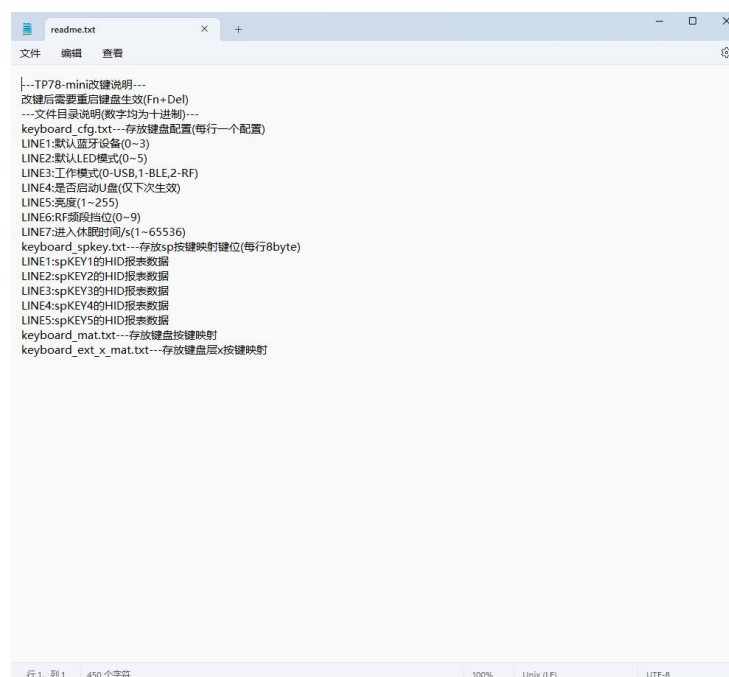 readme.txt
文件 编辑 查看
---TP78-mini改键说明---
改键后需要重启键盘生效(Fn+Del)
---文件目录说明(数字均为十进制)---
keyboard_cfg.txt---存放键盘配置(每行一个配置)
LINE1:默认蓝牙设备(0~3)
LINE2:默认LED模式(0~5)
LINE3:工作模式(0-USB,1-BLE,2-RF)
LINE4:是否启动U盘(仅下次生效)
LINE5:亮度(1~255)
LINE6:RF频段挡位(0~9)
LINE7:进入休眠时间/s(1~65536)
keyboard_spkey.txt---存放sp按键映射键位(每行8byte)
LINE1:spKEY1的HID报表数据
LINE2:spKEY2的HID报表数据
LINE3:spKEY3的HID报表数据
LINE4:spKEY4的HID报表数据
LINE5:spKEY5的HID报表数据
keyboard_mat.txt---存放键盘按键映射
keyboard_ext_x_mat.txt---存放键盘层x按键映射
行 1，列 1 450 个字符 100% Unix (LF) UTF-8